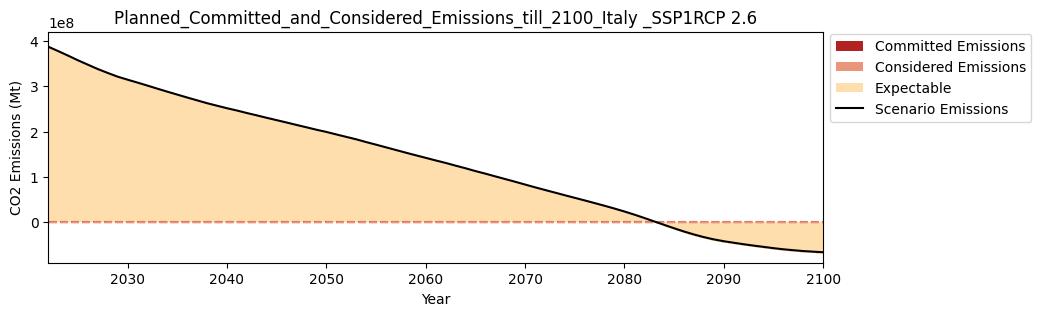 Planned_Committed_and_Considered_Emissions_till_2100_Italy _SSP1RCP 2.6
1e8
4
3
2
1
0
CO2 Emissions (Mt)
2030 2040 2050 2060 2070 2080 2090 2100
Year
Committed Emissions
Considered Emissions
Expectable
Scenario Emissions